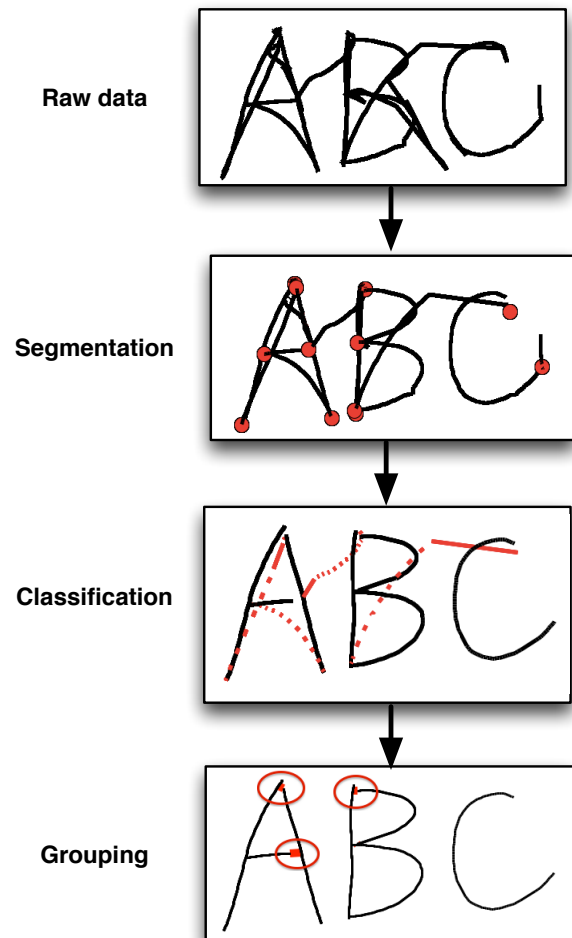 Raw data
ABC
Segmentation
ABC
Classification
ABC
Grouping
ABC